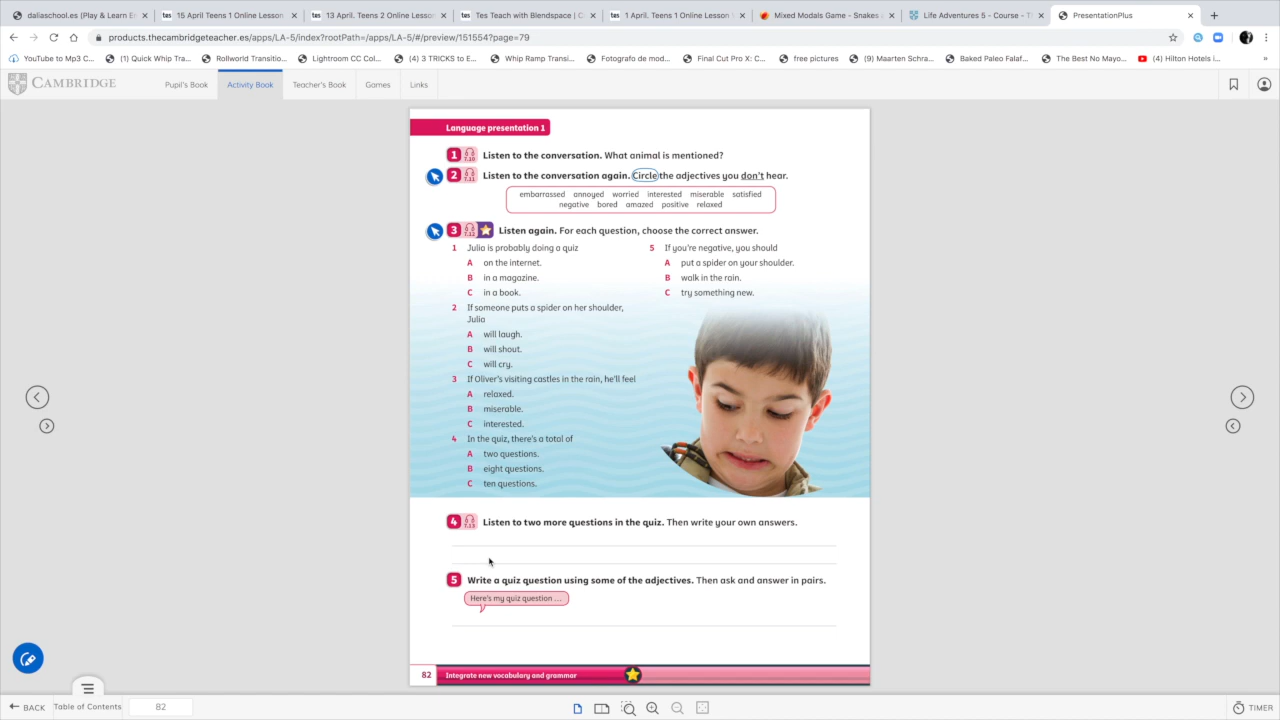 daliaschool.es (Play & Learn E
15 April Teens 1 Online Lesson
13 April. Teens 2 Online Lesson
Tes Teach with Blendspace | C
1 April. Teens 1 Online Lesson
Mixed Modals Game - Snakes
Life Adventures 5 - Course - T
PresentationPlus
products.thecambridgeteacher.es/apps/LA-5/index?rootPath=/apps/LA-5/#/preview/151554?page=79
YouTube to Mp3 C...
(1) Quick Whip Tra...
Rollworld Transitio...
Lightroom CC Col...
(4) 3 TRICKS to E...
Whip Ramp Transi...
Fotografo de mod...
Final Cut Pro X: C...
free pictures
(9) Maarten Schra...
Baked Paleo Falaf...
The Best No Mayo...
(4) Hilton Hotels i...
CAMBRIDGE
Pupil's Book
Activity Book
Teacher's Book
Games
Links
Language presentation 1
1 7.10 Listen to the conversation. What animal is mentioned?
2 7.11 Listen to the conversation again. Circle the adjectives you don't hear.
embarrassed annoyed worried interested miserable satisfied
negative bored amazed positive relaxed
3 7.12 Listen again. For each question, choose the correct answer.
1 Julia is probably doing a quiz
A on the internet.
B in a magazine.
C in a book.
2 If someone puts a spider on her shoulder,
Julia
A will laugh.
B will shout.
C will cry.
3 If Oliver's visiting castles in the rain, he'll feel
A relaxed.
B miserable.
C interested.
4 In the quiz, there's a total of
A two questions.
B eight questions.
C ten questions.
5 If you're negative, you should
A put a spider on your shoulder.
B walk in the rain.
C try something new.
4 7.13 Listen to two more questions in the quiz. Then write your own answers.
5 Write a quiz question using some of the adjectives. Then ask and answer in pairs.
Here's my quiz question ...
82 Integrate new vocabulary and grammar
BACK
Table of Contents
82
TIMER